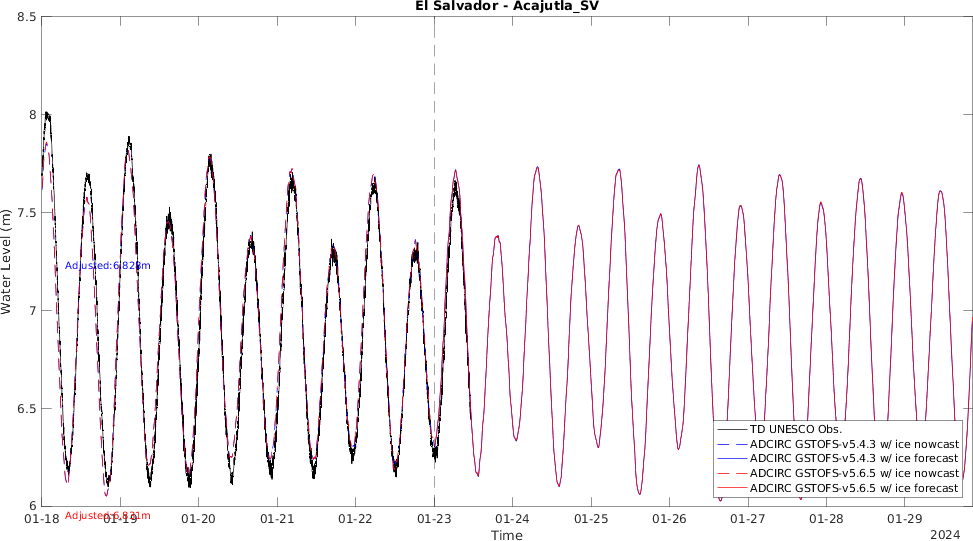 El Salvador - Acajutla_SV
8.5
8
7.5
7
6.5
6
Water Level (m)
Adjusted:6.828m
Adjusted:6.831m
TD UNESCO Obs.
ADCIRC GSTOFS-v5.4.3 w/ ice nowcast
ADCIRC GSTOFS-v5.4.3 w/ ice forecast
ADCIRC GSTOFS-v5.6.5 w/ ice nowcast
ADCIRC GSTOFS-v5.6.5 w/ ice forecast
01-18 01-19 01-20 01-21 01-22 01-23 01-24 01-25 01-26 01-27 01-28 01-29
Time
2024